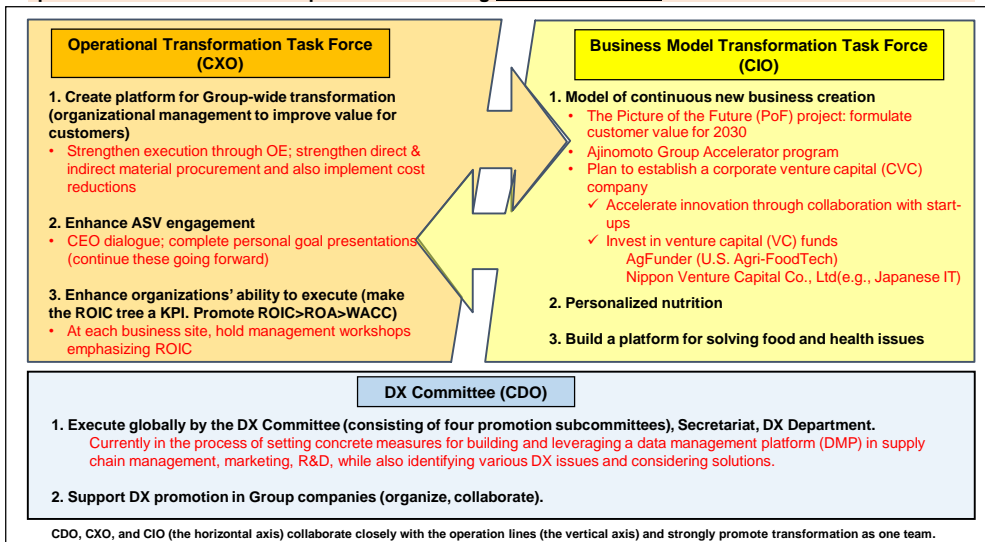 Operational Transformation Task Force
(CXO)
1. Create platform for Group-wide transformation
(organizational management to improve value for
customers)
• Strengthen execution through OE; strengthen direct &
indirect material procurement and also implement cost
reductions
2. Enhance ASV engagement
• CEO dialogue; complete personal goal presentations
(continue these going forward)
3. Enhance organizations' ability to execute (make
the ROIC tree a KPI. Promote ROIC>ROA>WACC)
• At each business site, hold management workshops
emphasizing ROIC
Business Model Transformation Task Force
(CIO)
1. Model of continuous new business creation
• The Picture of the Future (PoF) project: formulate
customer value for 2030
• Ajinomoto Group Accelerator program
• Plan to establish a corporate venture capital (CVC)
company
✓ Accelerate innovation through collaboration with start-
ups
✓ Invest in venture capital (VC) funds
AgFunder (U.S. Agri-FoodTech)
Nippon Venture Capital Co., Ltd(e.g., Japanese IT)
2. Personalized nutrition
3. Build a platform for solving food and health issues
DX Committee (CDO)
1. Execute globally by the DX Committee (consisting of four promotion subcommittees), Secretariat, DX Department.
Currently in the process of setting concrete measures for building and leveraging a data management platform (DMP) in supply
chain management, marketing, R&D, while also identifying various DX issues and considering solutions.
2. Support DX promotion in Group companies (organize, collaborate).
CDO, CXO, and CIO (the horizontal axis) collaborate closely with the operation lines (the vertical axis) and strongly promote transformation as one team.